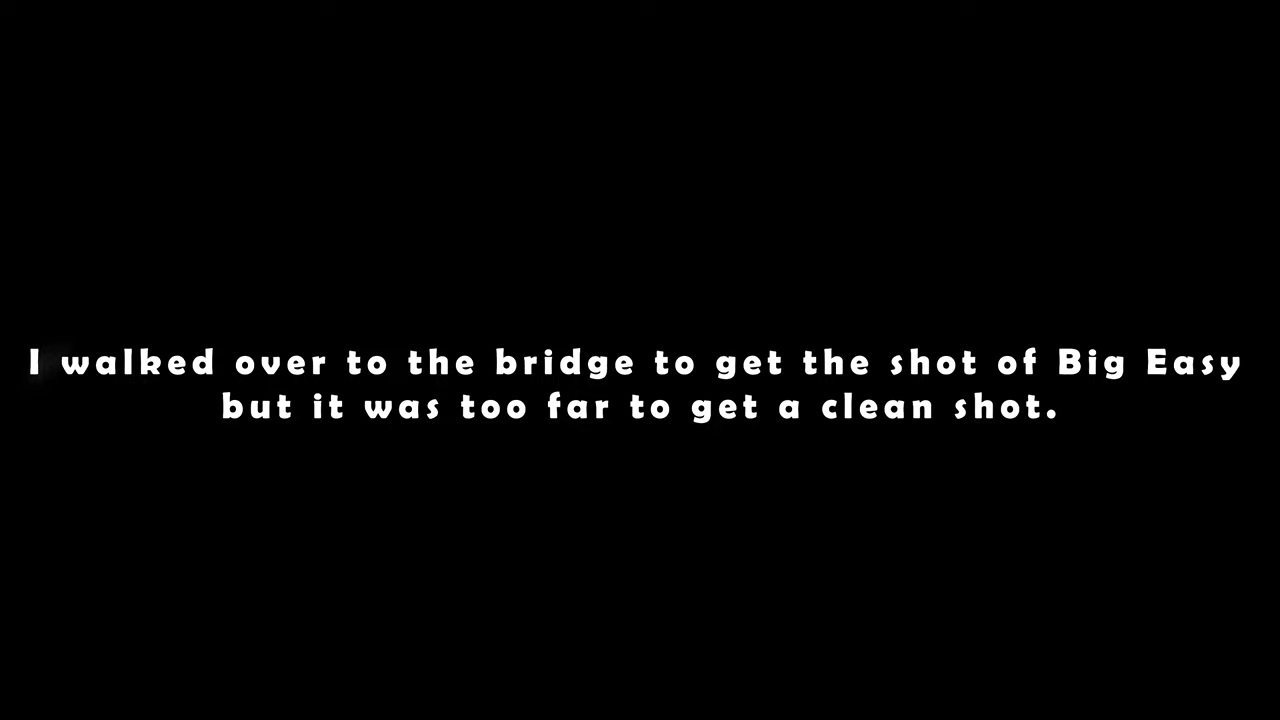 I walked over to the bridge to get the shot of Big Easy
but it was too far to get a clean shot.